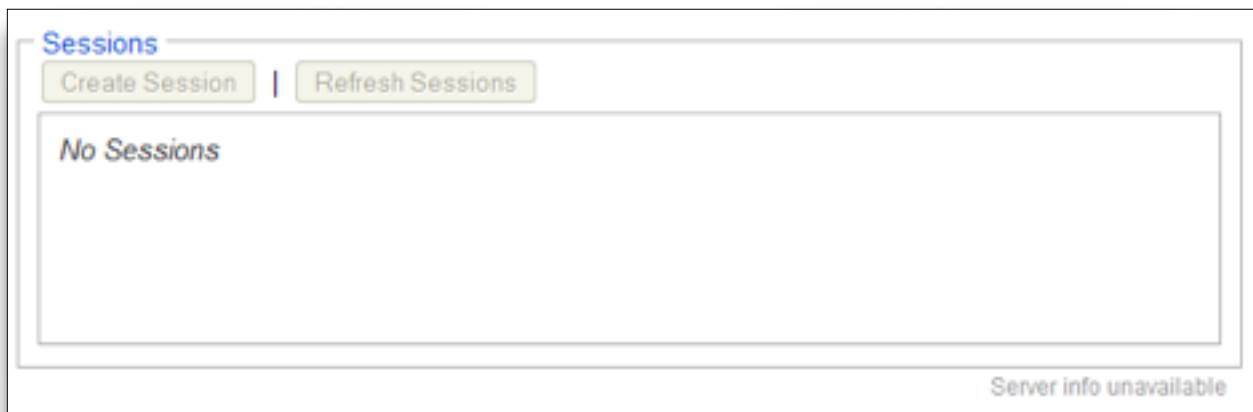 Sessions
Create Session | Refresh Sessions
No Sessions
Server info unavailable